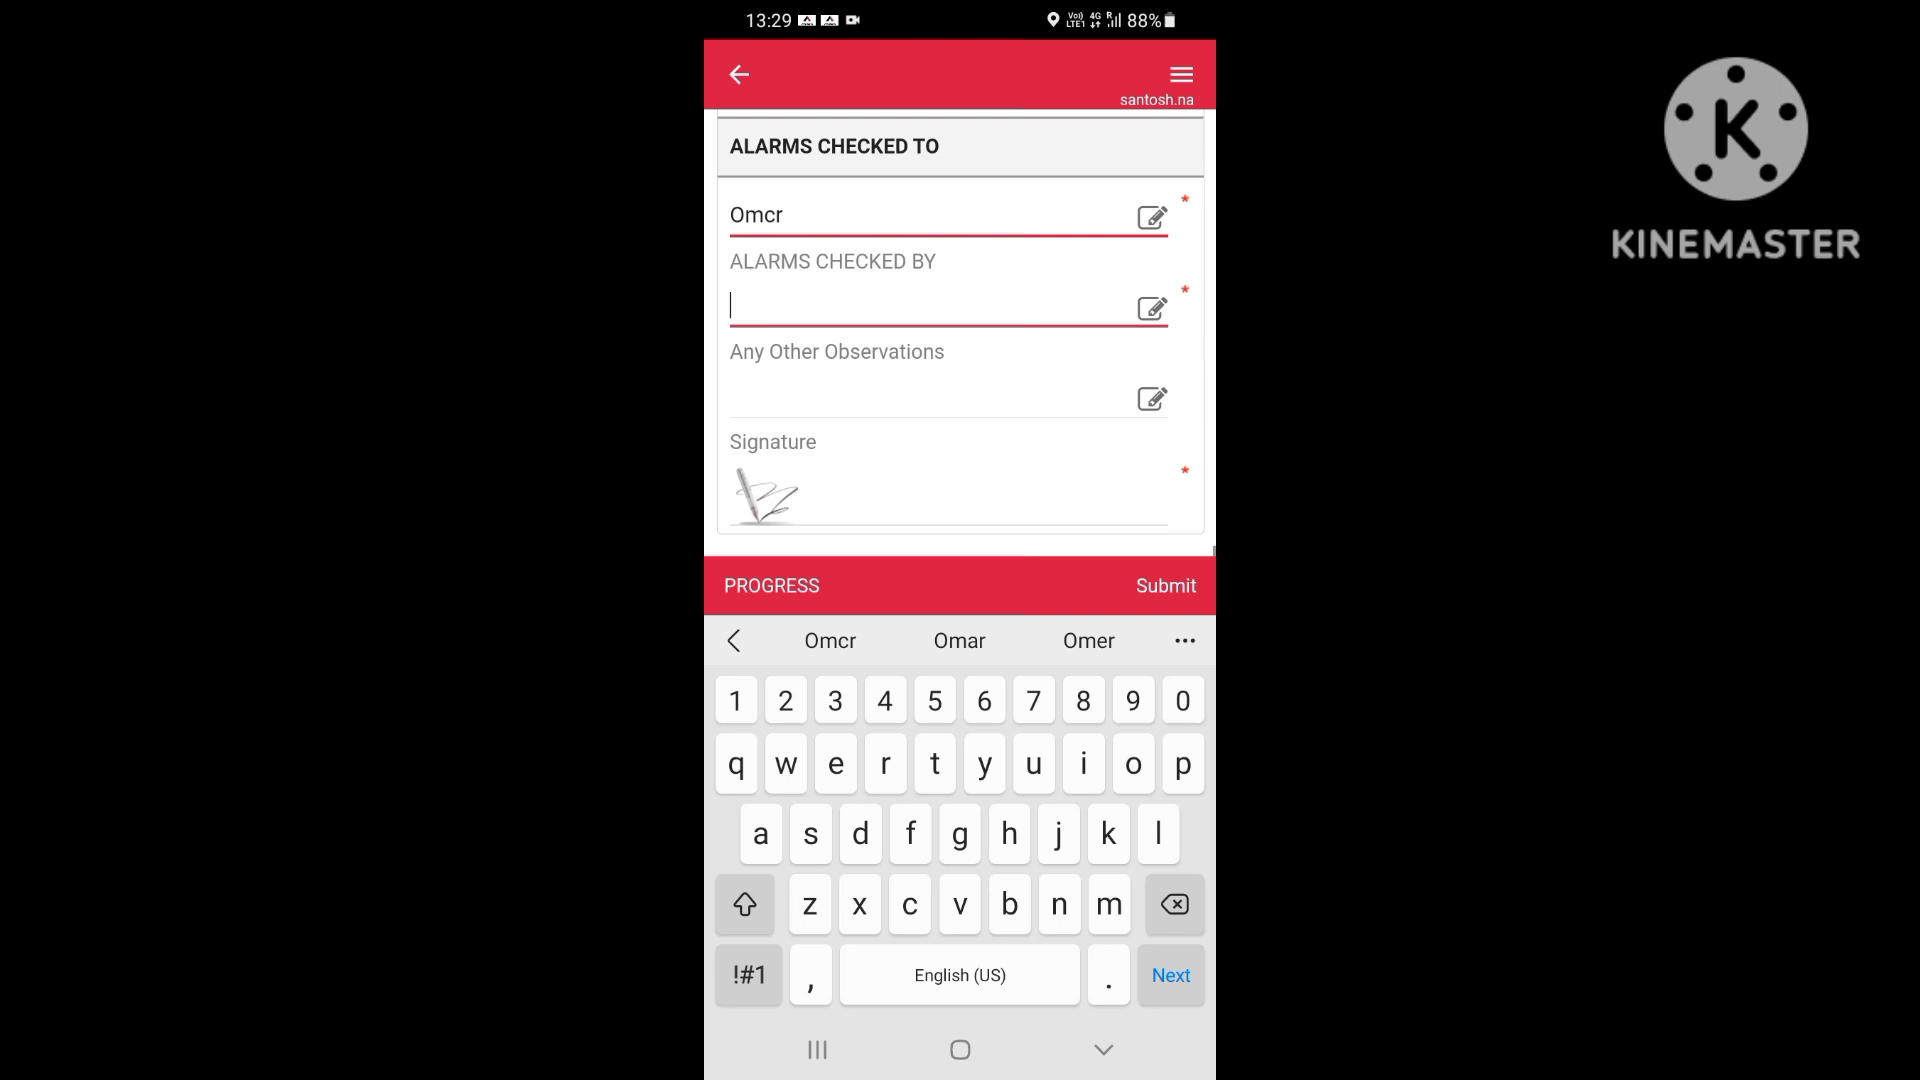 13:29 88%
santosh.na
ALARMS CHECKED TO
Omcr *
ALARMS CHECKED BY
*
Any Other Observations
Signature
*
PROGRESS Submit
Omcr Omar Omer
1 2 3 4 5 6 7 8 9 0
q w e r t y u i o p
a s d f g h j k l
z x c v b n m
!#1 , English (US) . Next
K
KINEMASTER